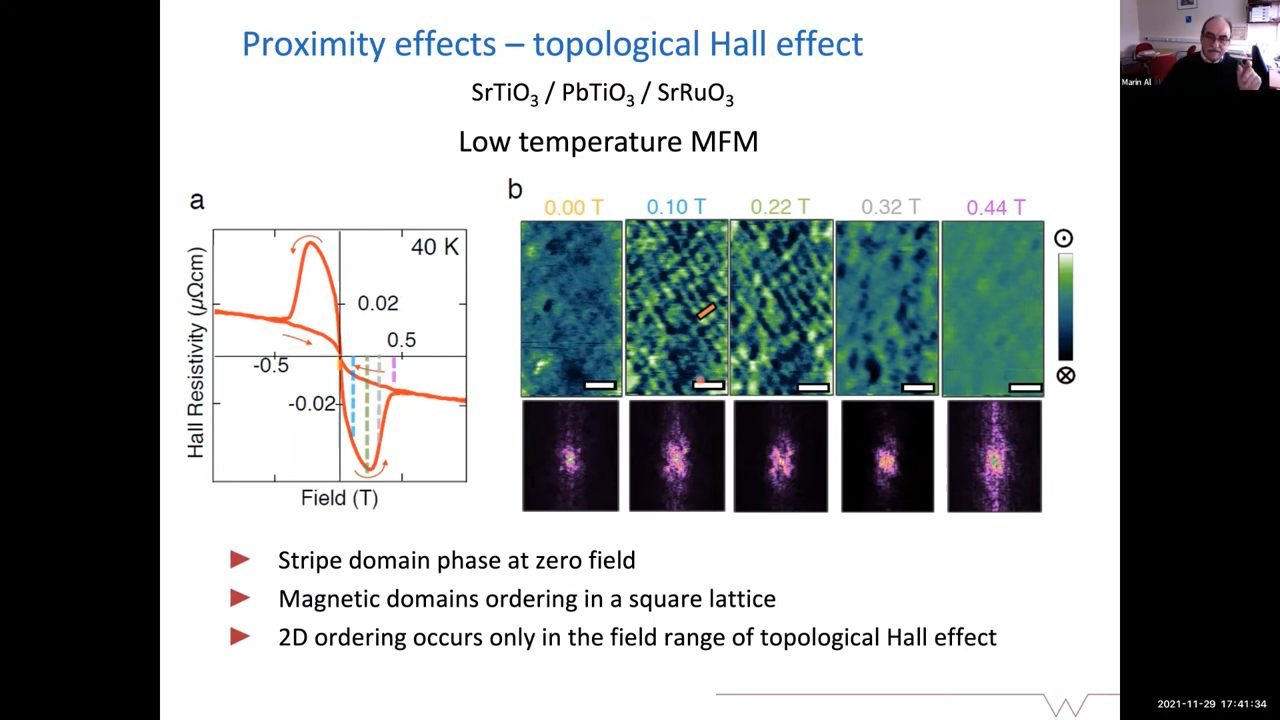 Proximity effects – topological Hall effect
SrTiO₃ / PbTiO₃ / SrRuO₃
Low temperature MFM
Marin Al
a
40 K
0.02
0.5
-0.5
-0.02
Hall Resistivity (μΩcm)
Field (T)
b
0.00 T
0.10 T
0.22 T
0.32 T
0.44 T
Stripe domain phase at zero field
Magnetic domains ordering in a square lattice
2D ordering occurs only in the field range of topological Hall effect
2021-11-29 17:41:34